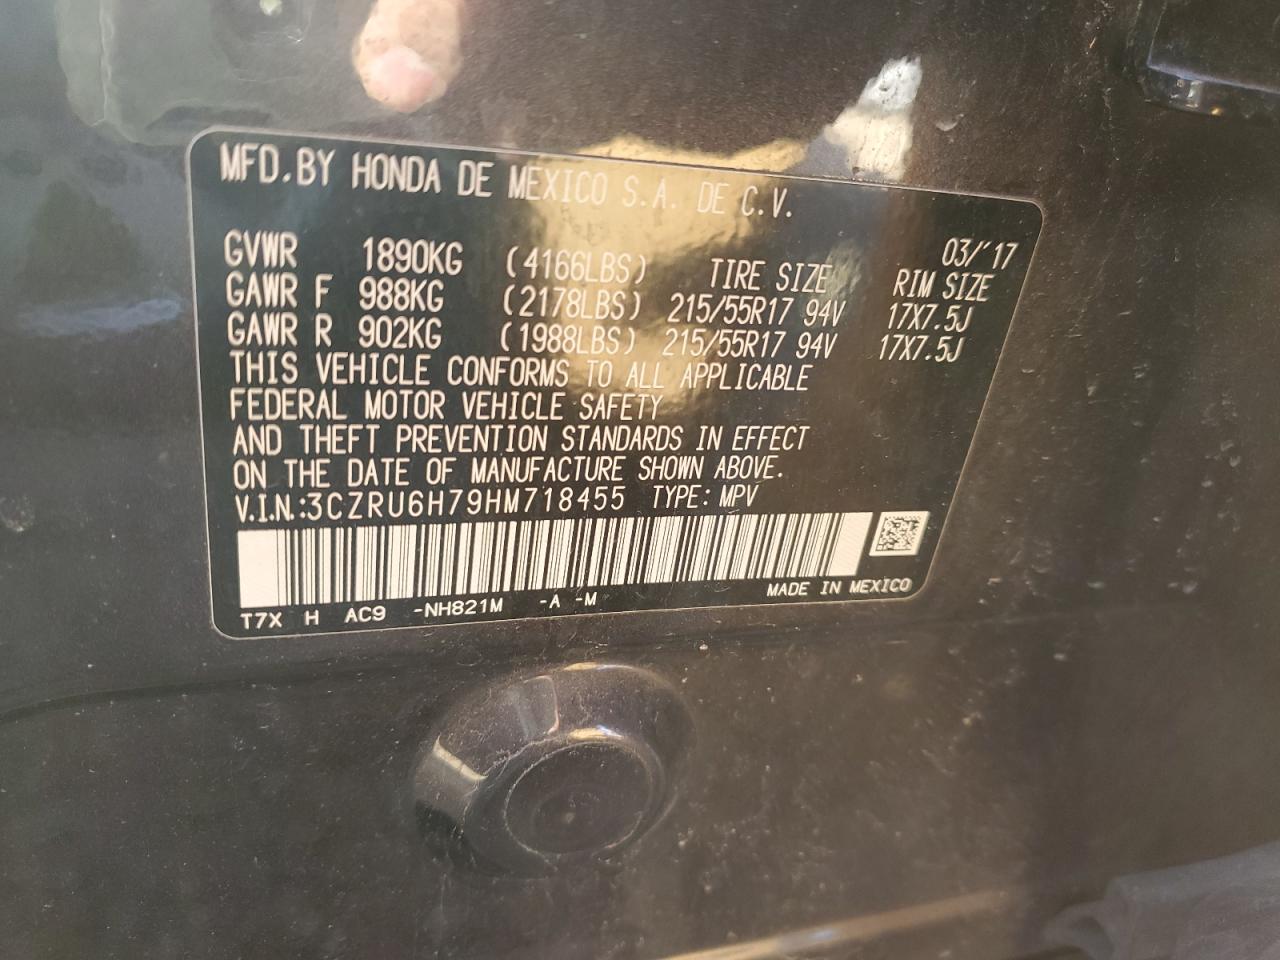 MFD.BY HONDA DE MEXICO S.A. DE C.V.
03/'17
GVWR 1890KG (4166LBS) TIRE SIZE RIM SIZE
GAWR F 988KG (2178LBS) 215/55R17 94V 17X7.5J
GAWR R 902KG (1988LBS) 215/55R17 94V 17X7.5J
THIS VEHICLE CONFORMS TO ALL APPLICABLE
FEDERAL MOTOR VEHICLE SAFETY
AND THEFT PREVENTION STANDARDS IN EFFECT
ON THE DATE OF MANUFACTURE SHOWN ABOVE.
V.I.N.:3CZRU6H79HM718455 TYPE: MPV
T7X H AC9 -NH821M -A -M MADE IN MEXICO